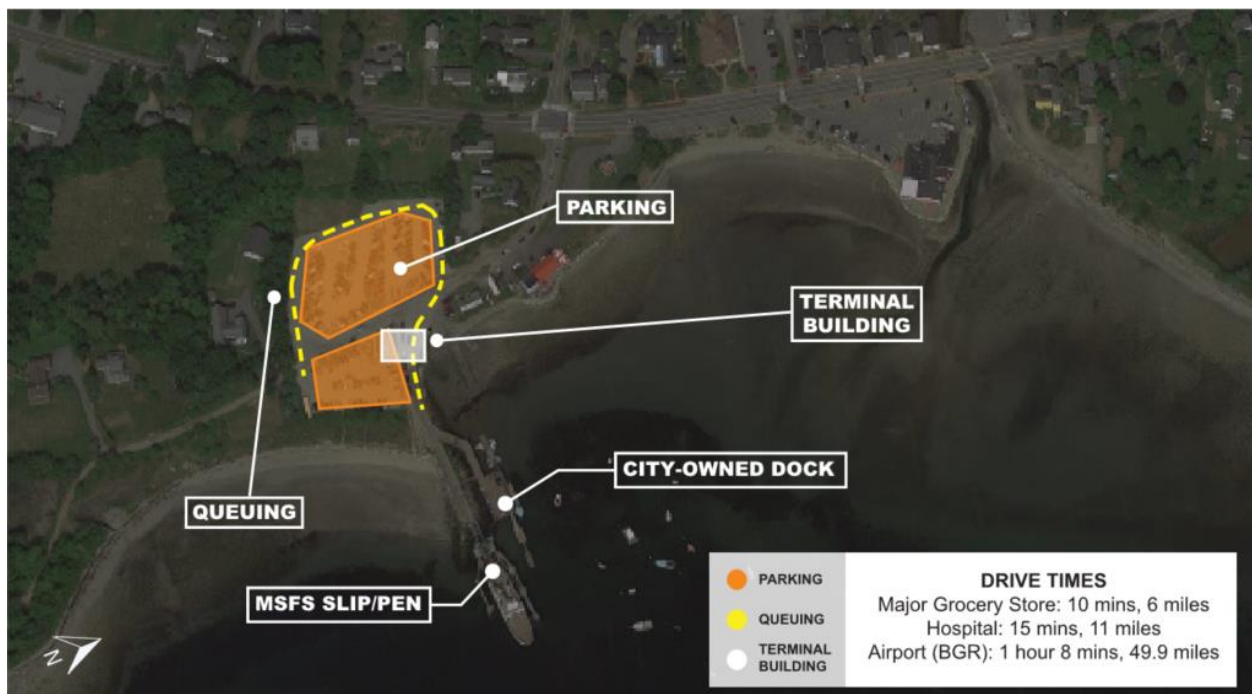 PARKING
TERMINAL
BUILDING
CITY-OWNED DOCK
QUEUING
MSFS SLIP/PEN
N
PARKING
QUEUING
TERMINAL
BUILDING
DRIVE TIMES
Major Grocery Store: 10 mins, 6 miles
Hospital: 15 mins, 11 miles
Airport (BGR): 1 hour 8 mins, 49.9 miles